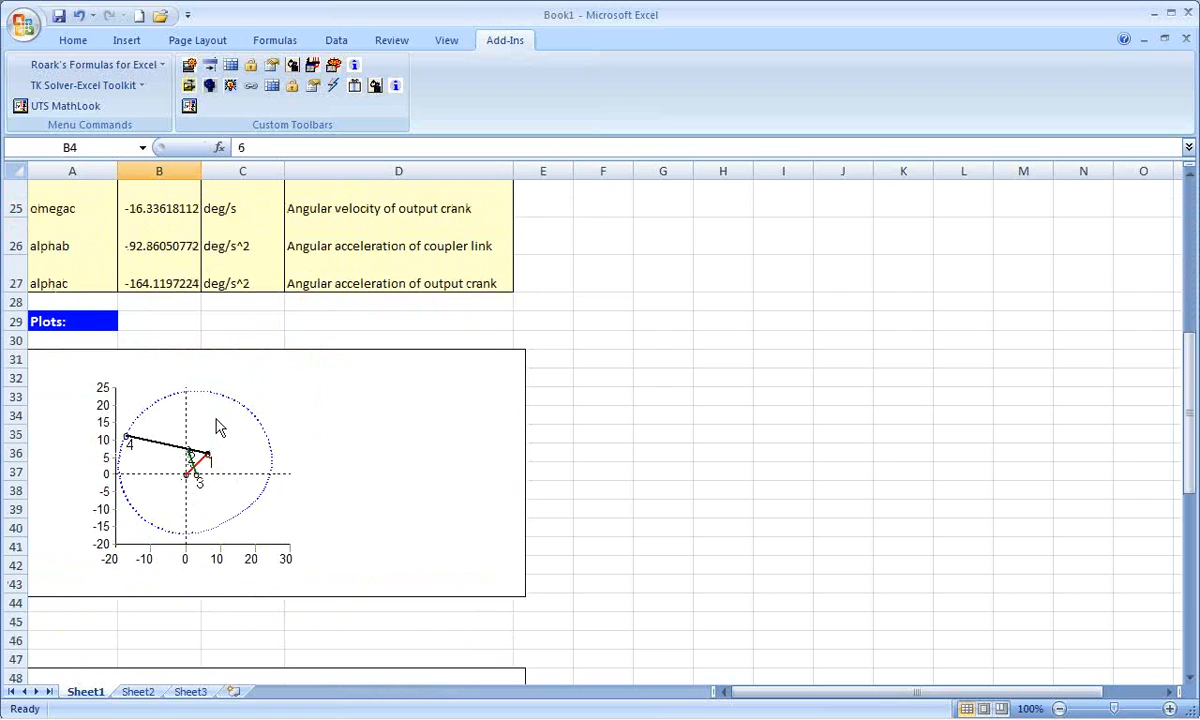 Book1 - Microsoft Excel
Home Insert Page Layout Formulas Data Review View Add-Ins
Roark's Formulas for Excel
TK Solver-Excel Toolkit
UTS MathLook
Menu Commands Custom Toolbars
B4 fx 6
A B C D E F G H I J K L M N O
25 omegac -16.33618112 deg/s Angular velocity of output crank
26 alphab -92.86050772 deg/s^2 Angular acceleration of coupler link
27 alphac -164.1197224 deg/s^2 Angular acceleration of output crank
28
29 Plots:
30
31
32
33
34
35
36
37
38
39
40
41
42
43
44
45
46
47
48
25
20
15
10
5
0
-5
-10
-15
-20
-20 -10 0 10 20 30
4
1
3
Sheet1 Sheet2 Sheet3
Ready 100%